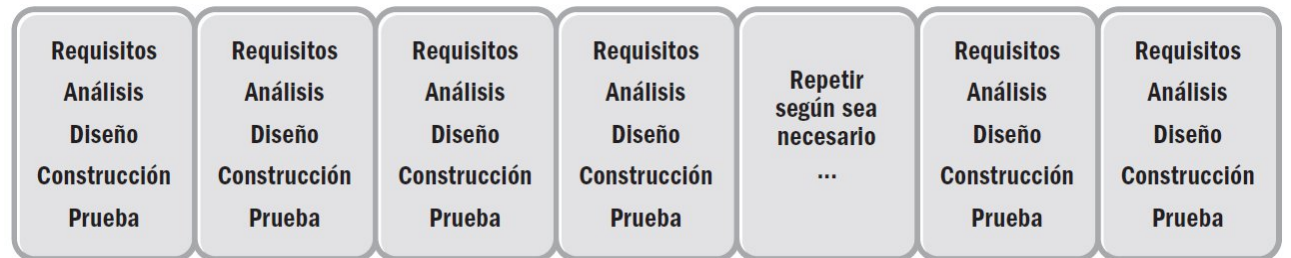 Requisitos
Análisis
Diseño
Construcción
Prueba
Requisitos
Análisis
Diseño
Construcción
Prueba
Requisitos
Análisis
Diseño
Construcción
Prueba
Requisitos
Análisis
Diseño
Construcción
Prueba
Repetir
según sea
necesario
...
Requisitos
Análisis
Diseño
Construcción
Prueba
Requisitos
Análisis
Diseño
Construcción
Prueba